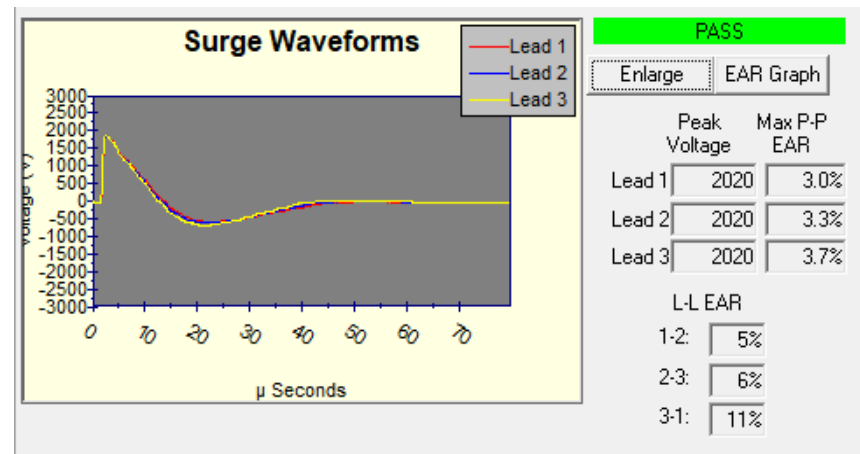 Surge Waveforms
Lead 1
Lead 2
Lead 3
3000
2500
2000
1500
1000
500
0
-500
-1000
-1500
-2000
-2500
-3000
Voltage (V)
0 10 20 30 40 50 60 70
µ Seconds
PASS
Enlarge EAR Graph
Peak Voltage Max P-P EAR
Lead 1 2020 3.0%
Lead 2 2020 3.3%
Lead 3 2020 3.7%
L-L EAR
1-2: 5%
2-3: 6%
3-1: 11%